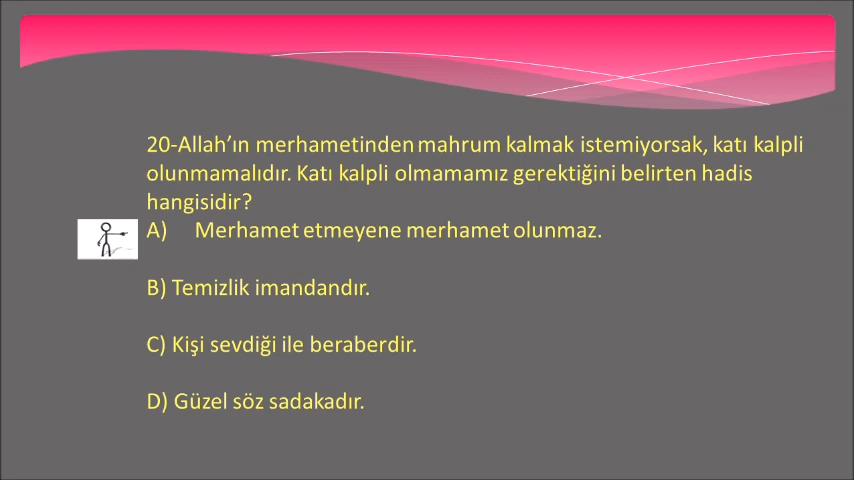 20-Allah’ın merhametinden mahrum kalmak istemiyorsak, katı kalpli
olunmamalıdır. Katı kalpli olmamamız gerektiğini belirten hadis
hangisidir?
A) Merhamet etmeyene merhamet olunmaz.
B) Temizlik imandandır.
C) Kişi sevdiği ile beraberdir.
D) Güzel söz sadakadır.